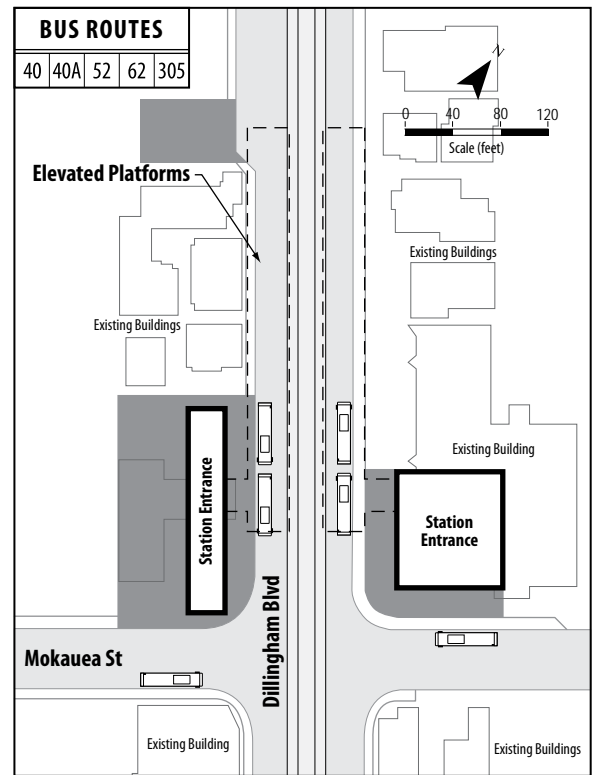 BUS ROUTES
40 40A 52 62 305
N
0 40 80 120
Scale (feet)
Elevated Platforms
Existing Buildings
Existing Buildings
Existing Building
Station Entrance
Station
Entrance
Dillingham Blvd
Mokauea St
Existing Building
Existing Buildings